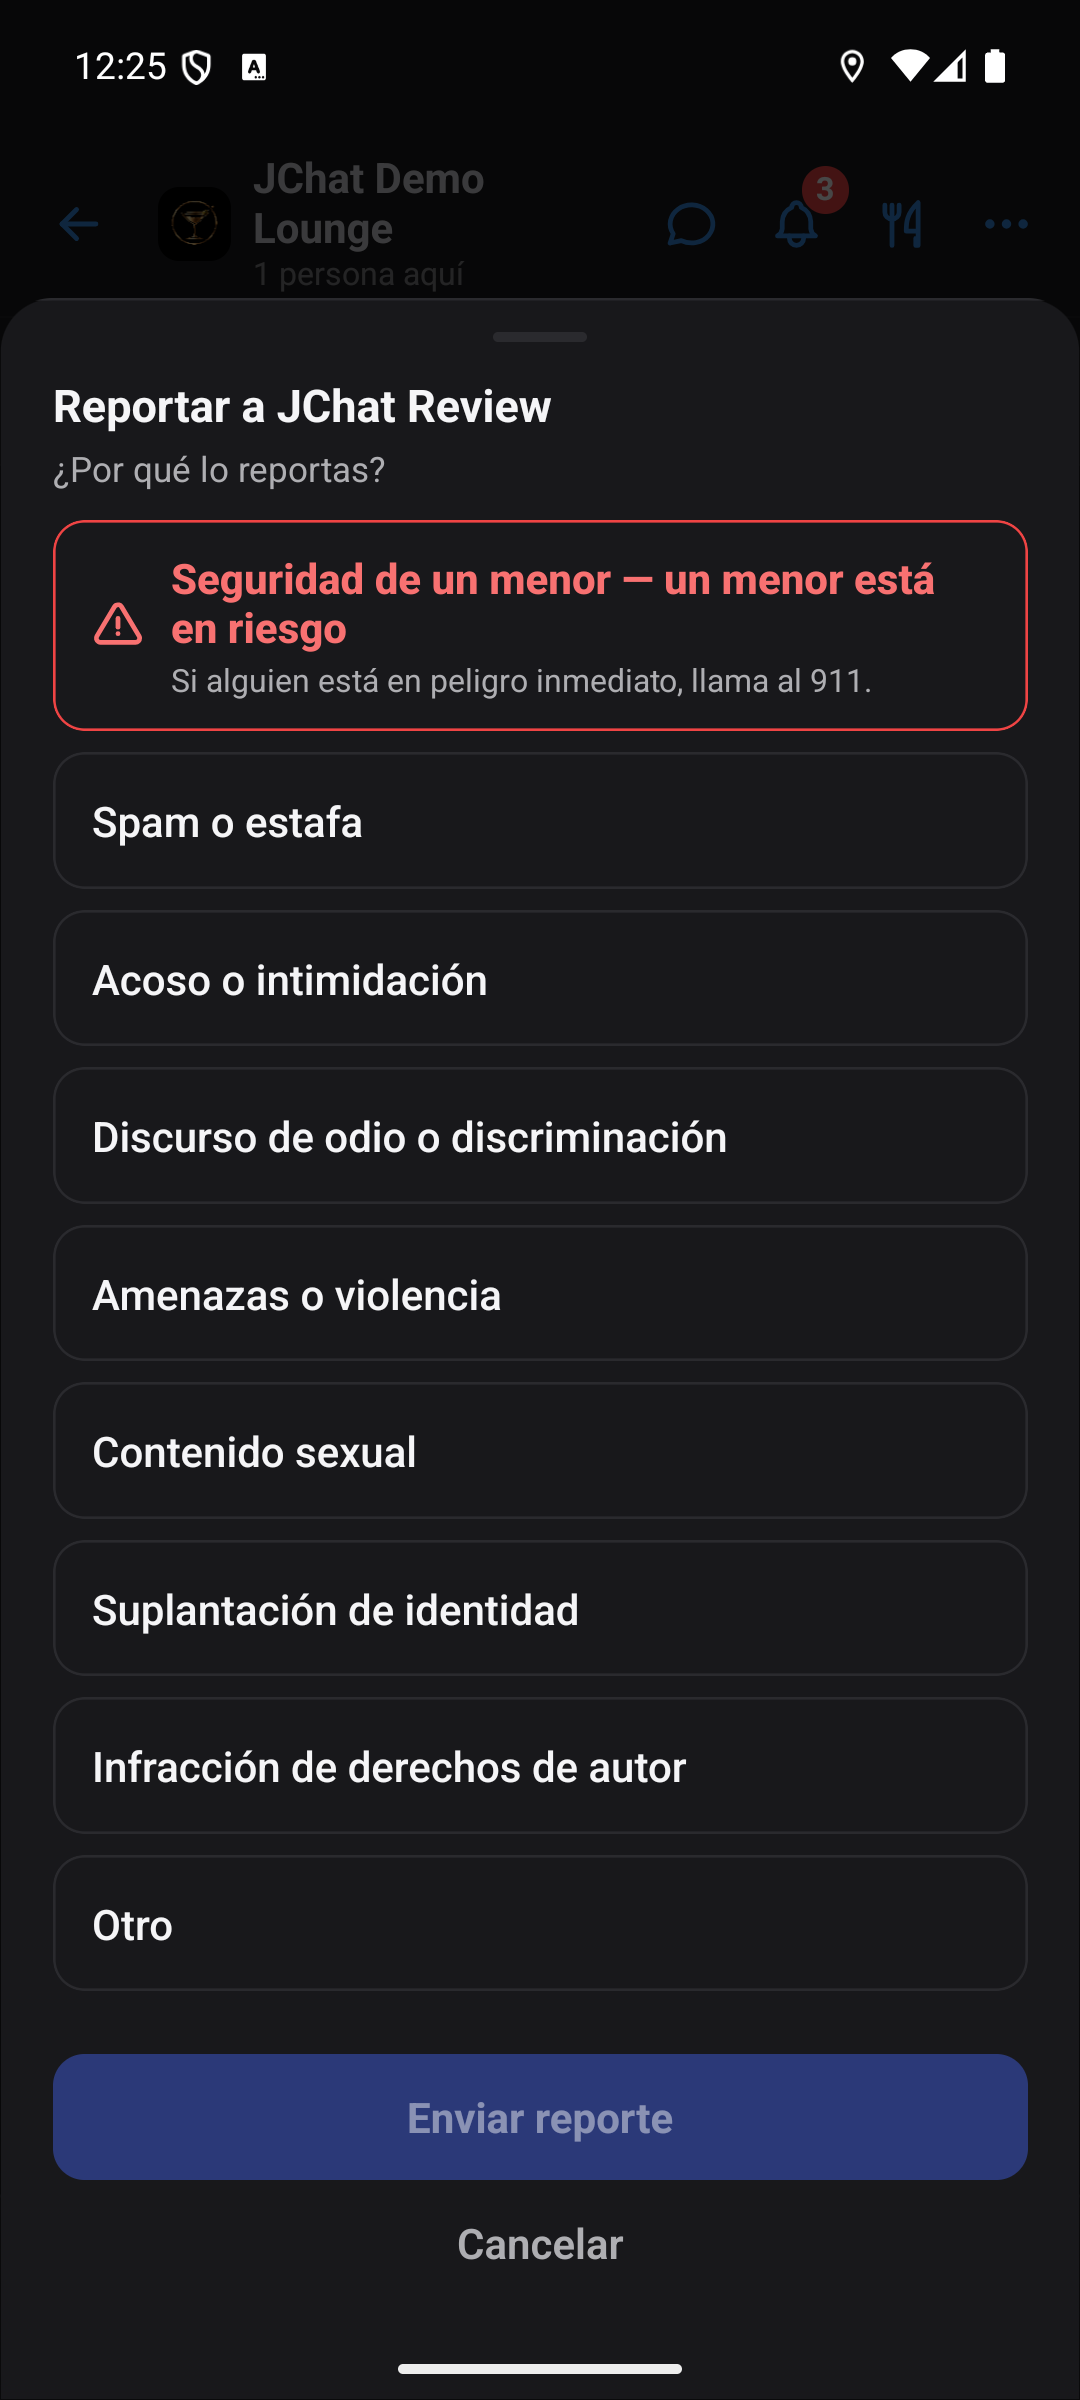 12:25
JChat Demo
Lounge
1 persona aquí
3
Reportar a JChat Review
¿Por qué lo reportas?
Seguridad de un menor — un menor está
en riesgo
Si alguien está en peligro inmediato, llama al 911.
Spam o estafa
Acoso o intimidación
Discurso de odio o discriminación
Amenazas o violencia
Contenido sexual
Suplantación de identidad
Infracción de derechos de autor
Otro
Enviar reporte
Cancelar